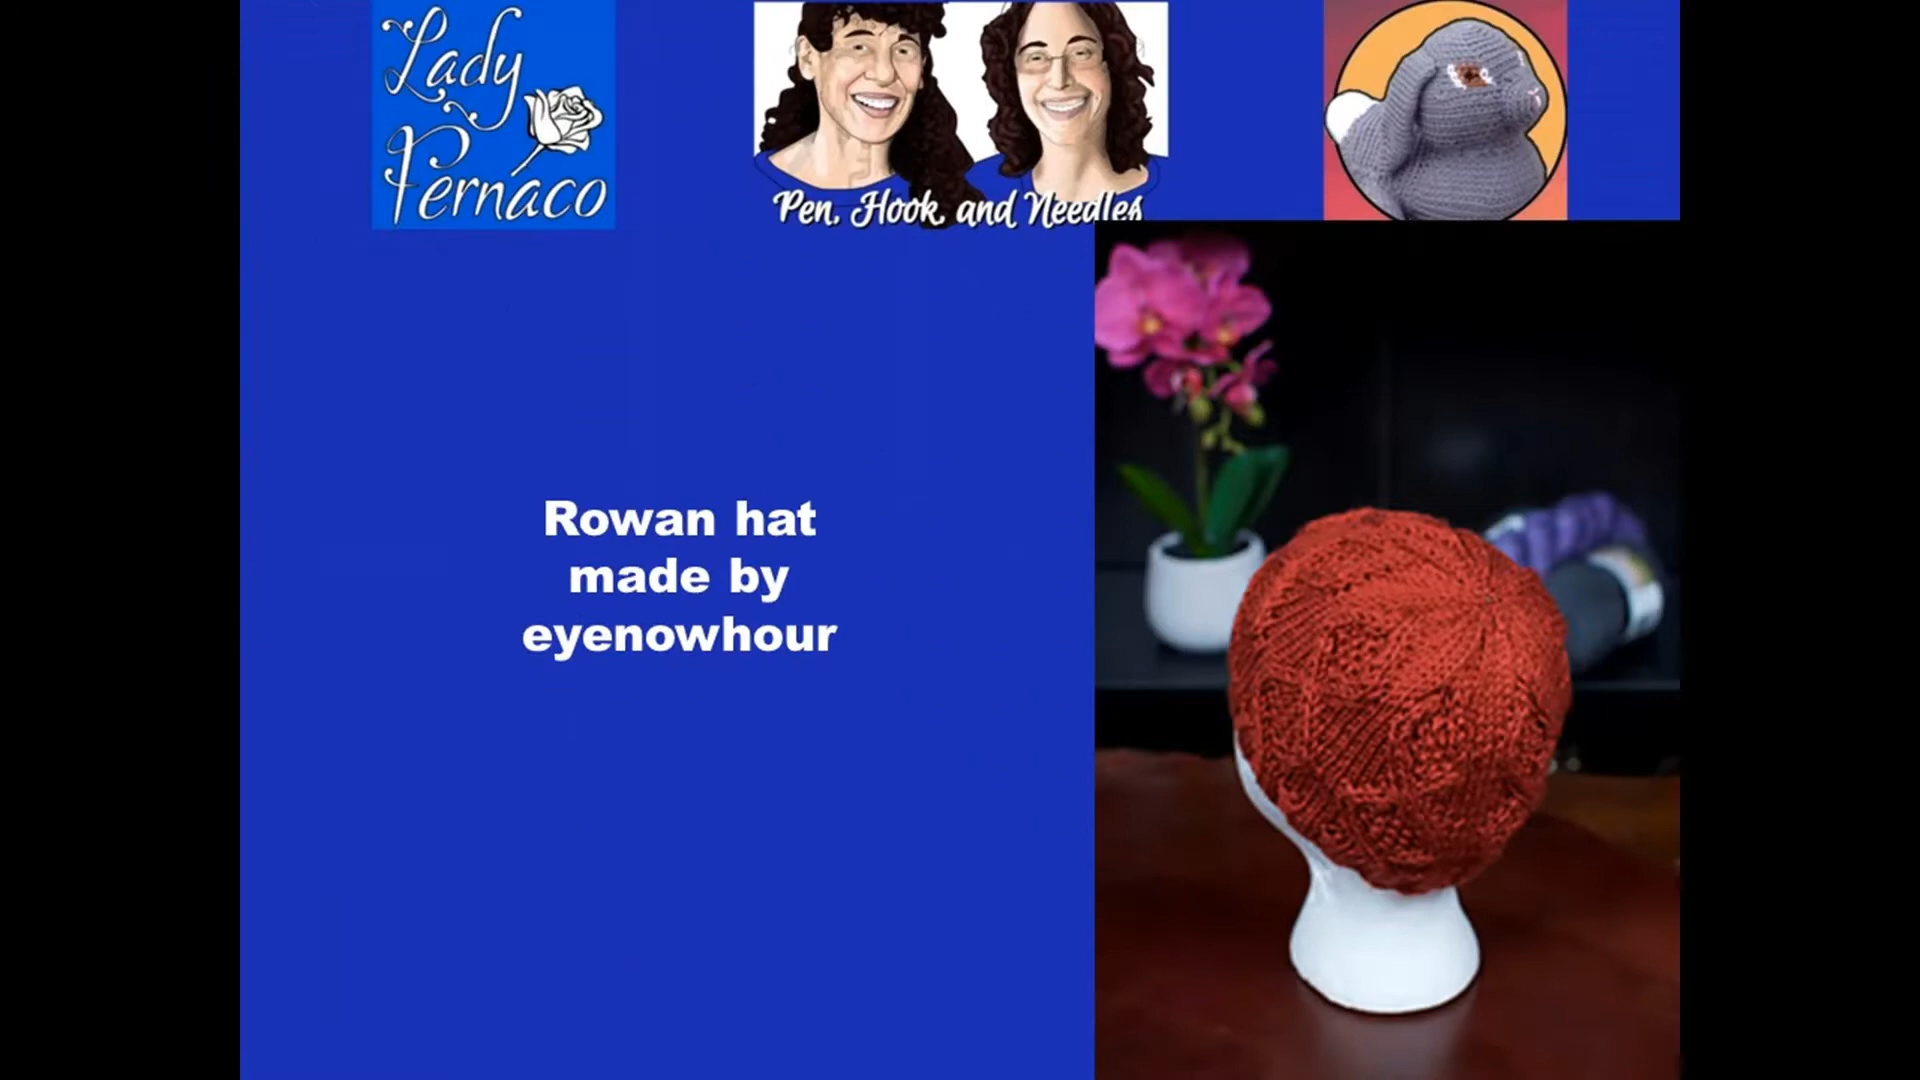 Lady
Pernaco
Pen, Hook, and Needles
Rowan hat
made by
eyenowhour